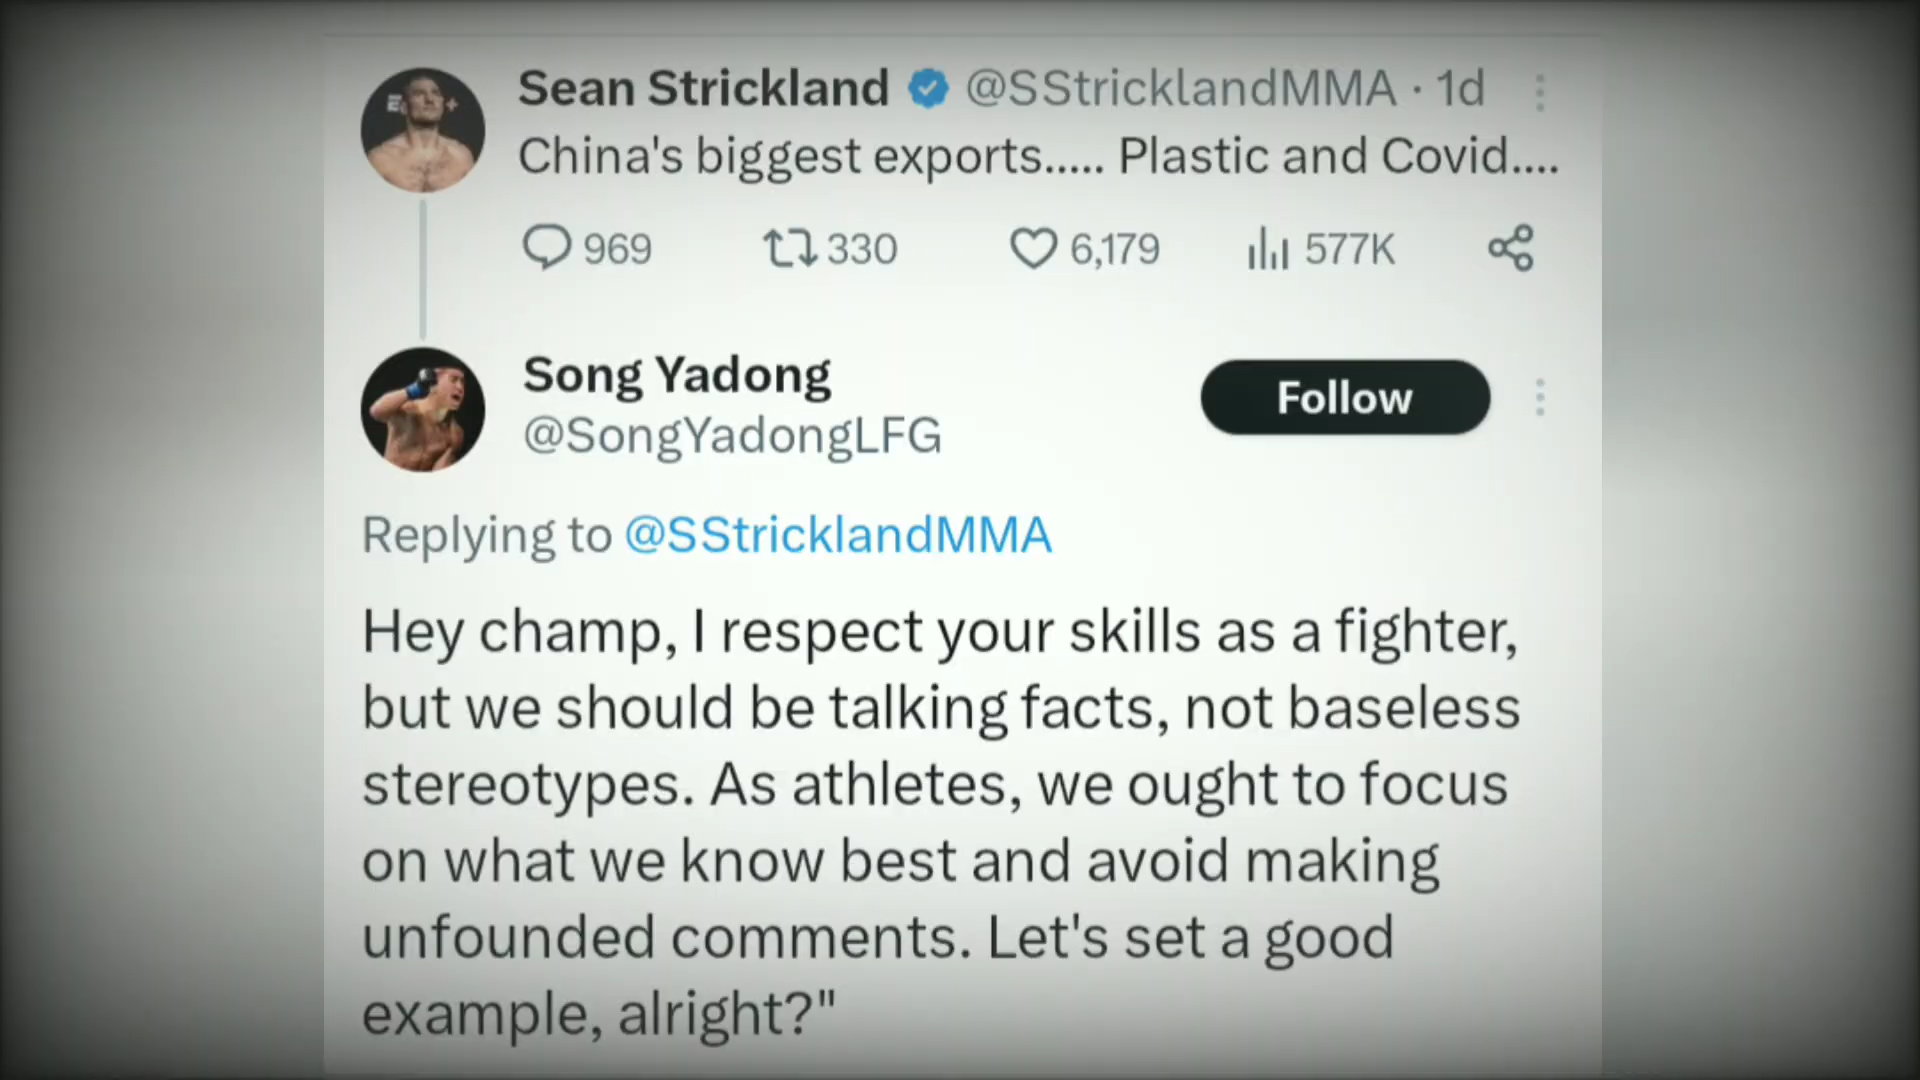 Sean Strickland @SStricklandMMA · 1d
China's biggest exports..... Plastic and Covid....
969 330 6,179 577K
Song Yadong
Follow
@SongYadongLFG
Replying to @SStricklandMMA
Hey champ, I respect your skills as a fighter,
but we should be talking facts, not baseless
stereotypes. As athletes, we ought to focus
on what we know best and avoid making
unfounded comments. Let's set a good
example, alright?"